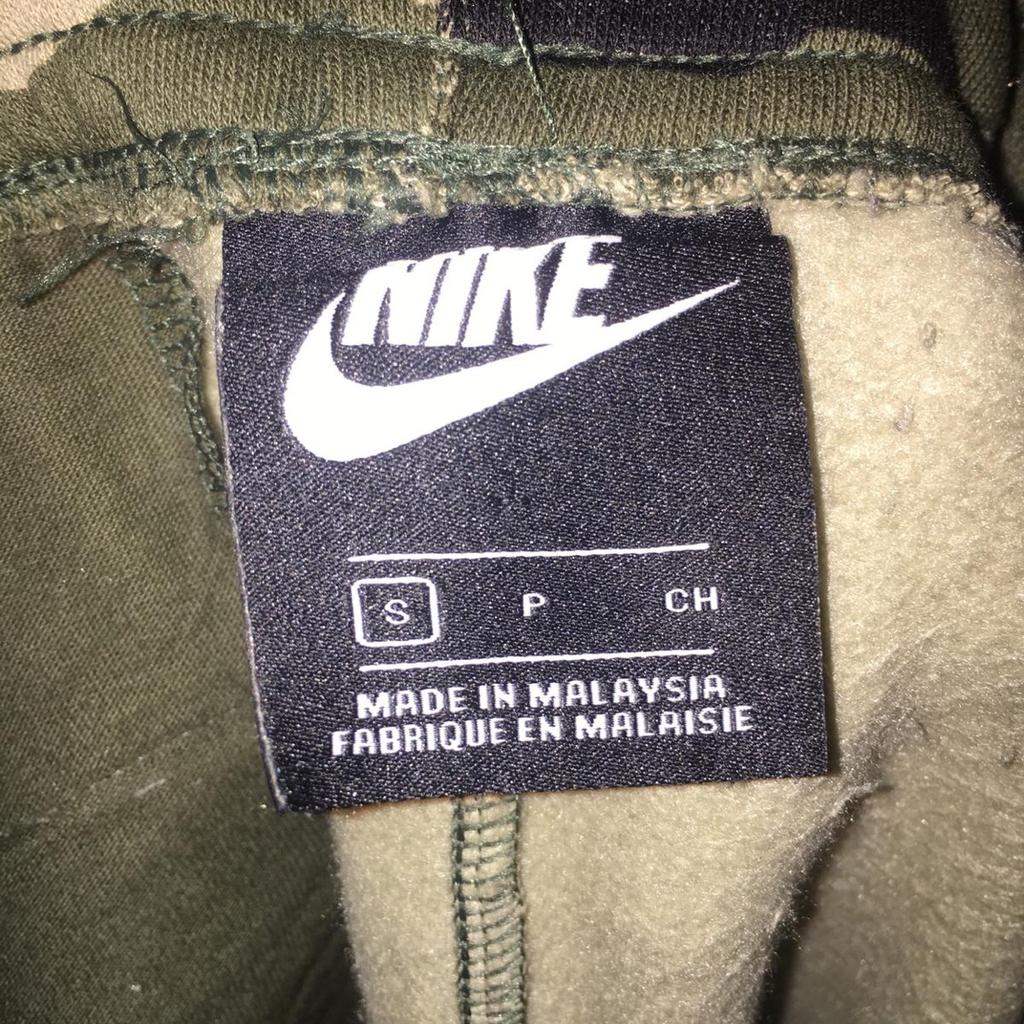 NIKE
S P CH
MADE IN MALAYSIA
FABRIQUE EN MALAISIE